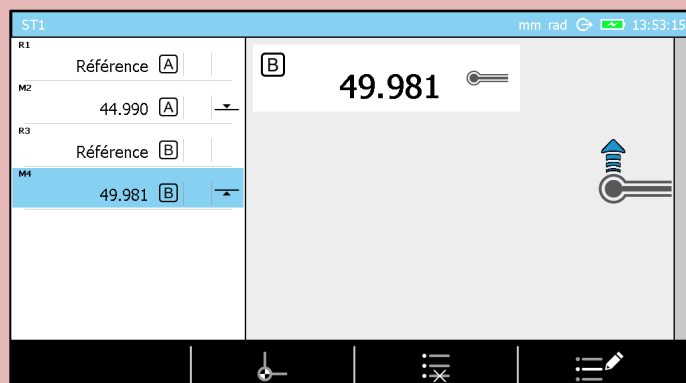 ST1
mm rad 13:53:15
R1
Référence A
M2
44.990 A
R3
Référence B
M4
49.981 B
B
49.981